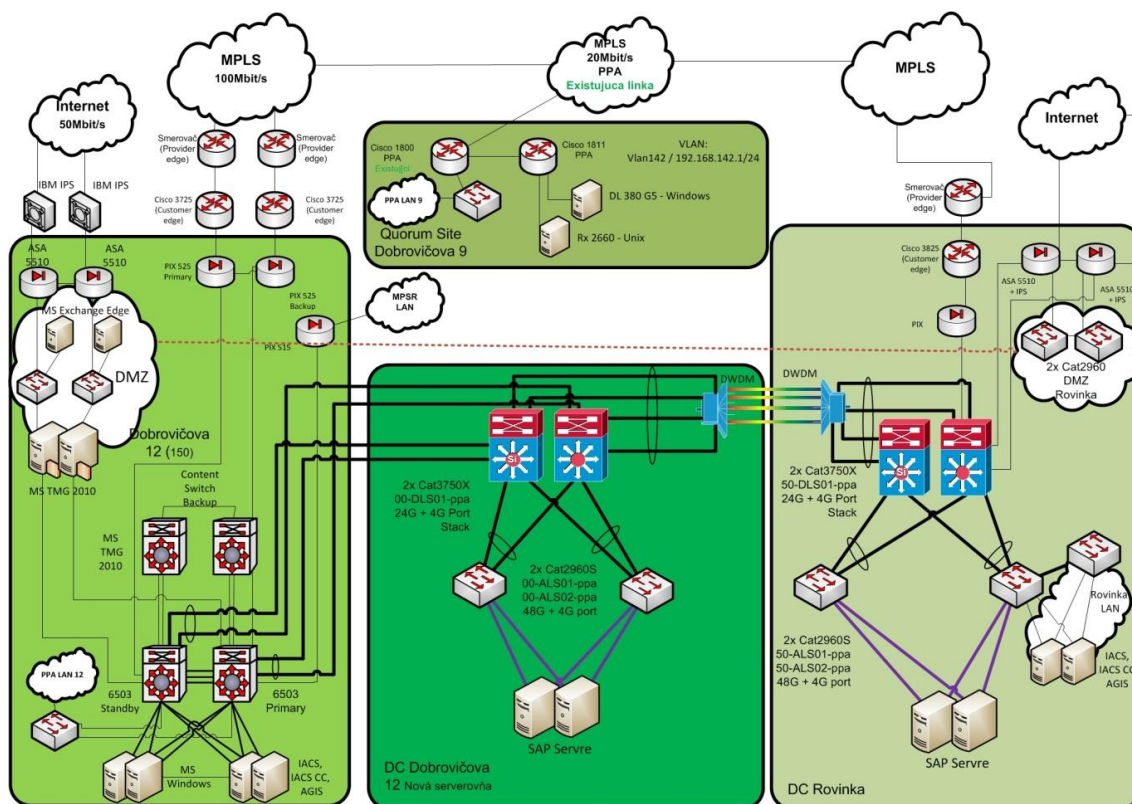 MPLS
100Mbit/s
MPLS
20Mbit/s
PPA
Existujuca linka
MPLS
Internet
50Mbit/s
Internet
Smerovač
(Provider
edge)
Smerovač
(Provider
edge)
IBM IPS
IBM IPS
Cisco 3725
(Customer
edge)
Cisco 3725
(Customer
edge)
ASA
5510
ASA
5510
PIX 525
Primary
PIX 525
Backup
PIX 515
MPSR
LAN
MS Exchange Edge
DMZ
MS TMG 2010
Dobrovičova
12 (150)
Content
Switch
Backup
MS
TMG
2010
PPA LAN 12
6503
Standby
6503
Primary
MS
Windows
IACS,
IACS CC,
AGIS
Cisco 1800
PPA
Existujíci
Cisco 1811
PPA
VLAN:
Vlan142 / 192.168.142.1/24
PPA LAN 9
DL 380 G5 - Windows
Rx 2660 - Unix
Quorum Site
Dobrovičova 9
DWDM
DWDM
Si
2x Cat3750X
00-DLS01-ppa
24G + 4G Port
Stack
2x Cat2960S
00-ALS01-ppa
00-ALS02-ppa
48G + 4G port
SAP Servre
DC Dobrovičova
12 Nová serverovňa
Smerovač
(Provider
edge)
Cisco 3825
(Customer
edge)
PIX
ASA 5510
+ IPS
ASA 5510
+ IPS
2x Cat2960
DMZ
Rovinka
Si
2x Cat3750X
50-DLS01-ppa
24G + 4G Port
Stack
2x Cat2960S
50-ALS01-ppa
50-ALS02-ppa
48G + 4G port
Rovinka
LAN
IACS,
IACS CC,
AGIS
SAP Servre
DC Rovinka